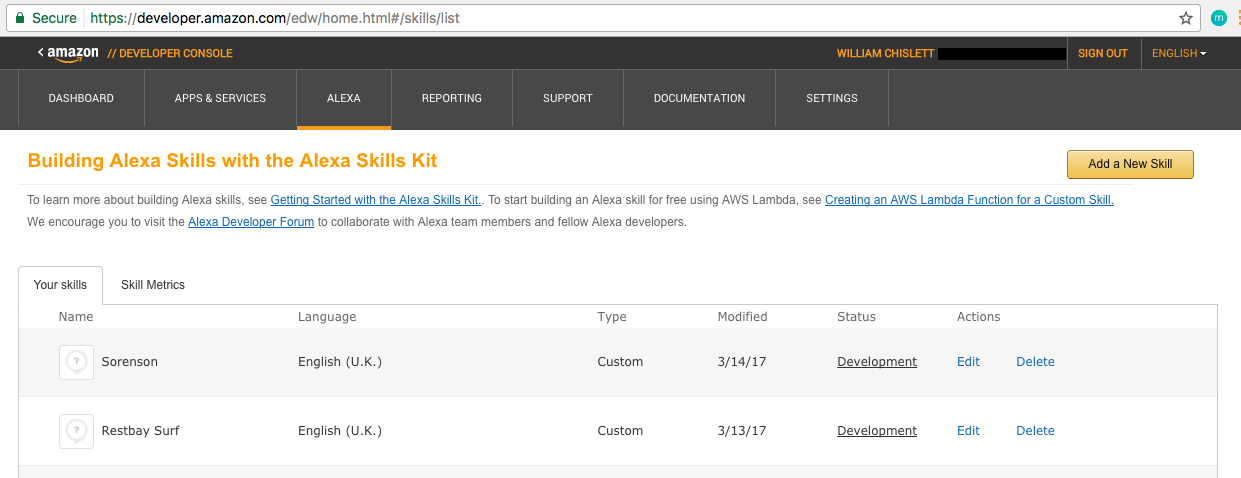 Secure https://developer.amazon.com/edw/home.html#/skills/list m
< amazon // DEVELOPER CONSOLE WILLIAM CHISLETT SIGN OUT ENGLISH
DASHBOARD APPS & SERVICES ALEXA REPORTING SUPPORT DOCUMENTATION SETTINGS
Building Alexa Skills with the Alexa Skills Kit Add a New Skill
To learn more about building Alexa skills, see Getting Started with the Alexa Skills Kit.. To start building an Alexa skill for free using AWS Lambda, see Creating an AWS Lambda Function for a Custom Skill.
We encourage you to visit the Alexa Developer Forum to collaborate with Alexa team members and fellow Alexa developers.
Your skills Skill Metrics
Name Language Type Modified Status Actions
? Sorenson English (U.K.) Custom 3/14/17 Development Edit Delete
? Restbay Surf English (U.K.) Custom 3/13/17 Development Edit Delete